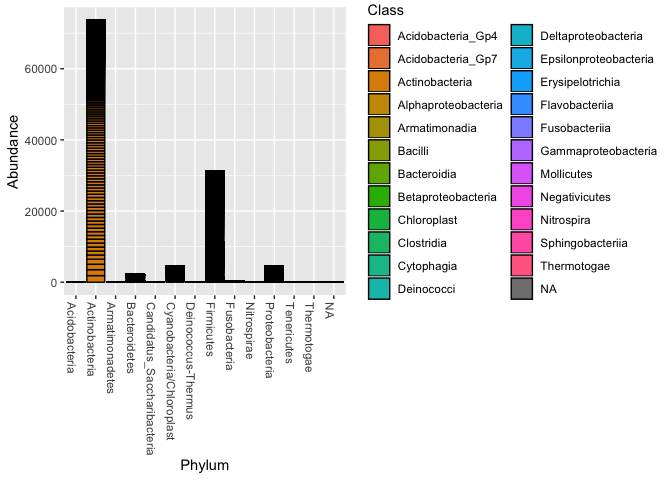 Abundance
60000
40000
20000
0
Acidobacteria
Actinobacteria
Armatimonadetes
Bacteroidetes
Candidatus_Saccharibacteria
Cyanobacteria/Chloroplast
Deinococcus-Thermus
Firmicutes
Fusobacteria
Nitrospirae
Proteobacteria
Tenericutes
Thermotogae
NA
Phylum
Class
Acidobacteria_Gp4
Acidobacteria_Gp7
Actinobacteria
Alphaproteobacteria
Armatimonadia
Bacilli
Bacteroidia
Betaproteobacteria
Chloroplast
Clostridia
Cytophagia
Deinococci
Deltaproteobacteria
Epsilonproteobacteria
Erysipelotrichia
Flavobacteriia
Fusobacteriia
Gammaproteobacteria
Mollicutes
Negativicutes
Nitrospira
Sphingobacteriia
Thermotogae
NA